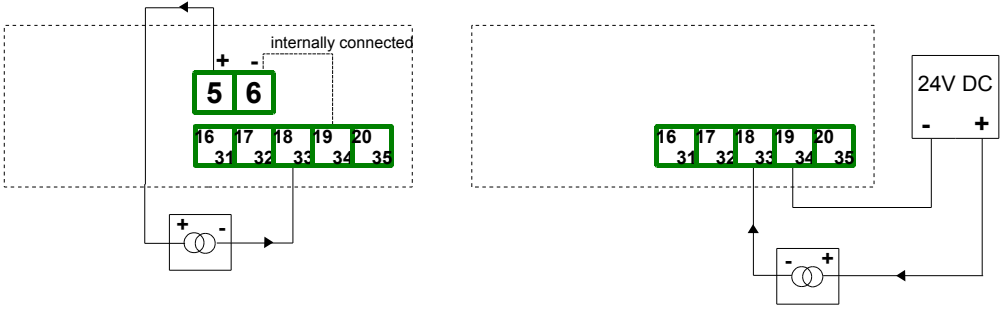 internally connected
+ -
5 6
16 17 18 19 20
31 32 33 34 35
+ -
24V DC
- +
16 17 18 19 20
31 32 33 34 35
- +